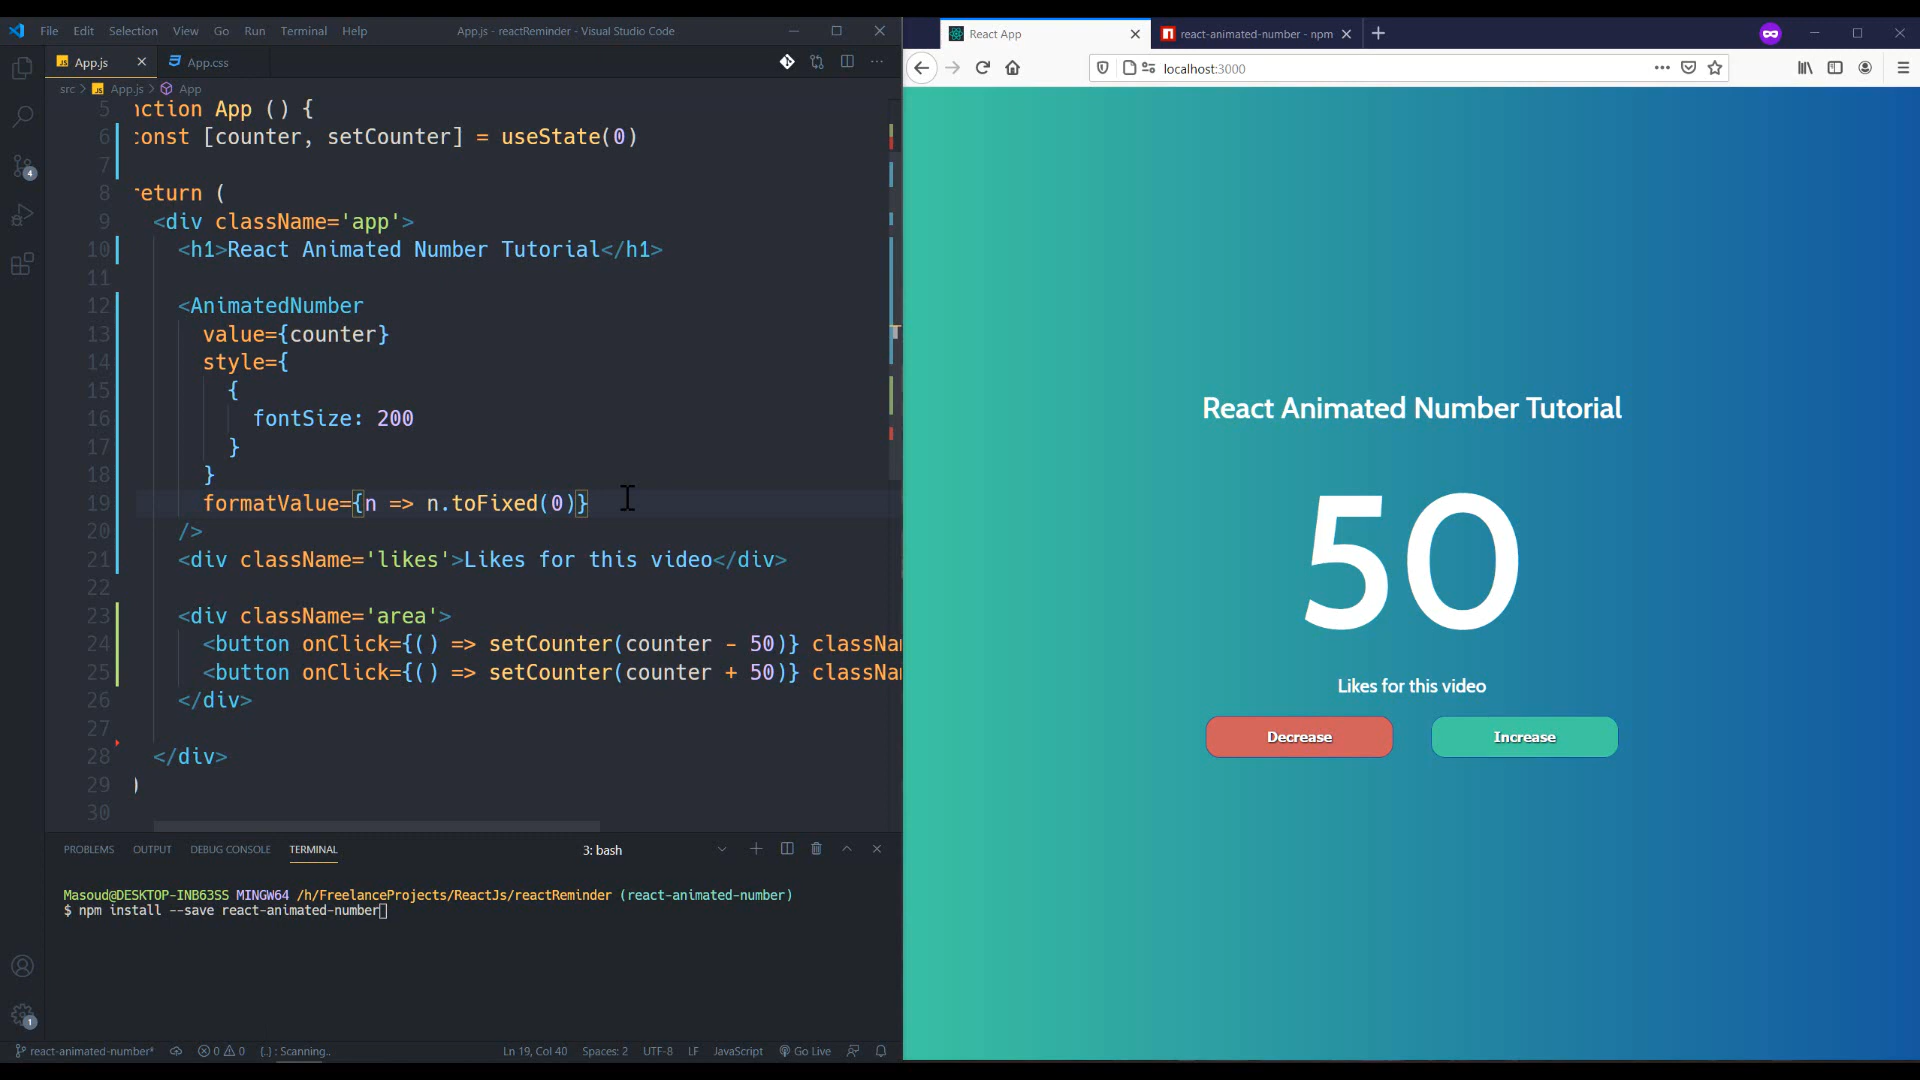 File Edit Selection View Go Run Terminal Help
App.js - reactReminder - Visual Studio Code
App.js
App.css
src > App.js > App
5 nction App () {
6 const [counter, setCounter] = useState(0)
7
8 return (
9 <div className='app'>
10 <h1>React Animated Number Tutorial</h1>
11
12 <AnimatedNumber
13 value={counter}
14 style={
15 {
16 fontSize: 200
17 }
18 }
19 formatValue={n => n.toFixed(0)}
20 />
21 <div className='likes'>Likes for this video</div>
22
23 <div className='area'>
24 <button onClick={() => setCounter(counter - 50)} classNa
25 <button onClick={() => setCounter(counter + 50)} classNa
26 </div>
27
28 </div>
29 )
30
4
1
PROBLEMS OUTPUT DEBUG CONSOLE TERMINAL
3: bash
Masoud@DESKTOP-INB63SS MINGW64 /h/FreelanceProjects/ReactJs/reactReminder (react-animated-number)
$ npm install --save react-animated-number
react-animated-number* 0 0 {..} : Scanning.. Ln 19, Col 40 Spaces: 2 UTF-8 LF JavaScript Go Live
React App
react-animated-number - npm
localhost:3000
React Animated Number Tutorial
50
Likes for this video
Decrease
Increase